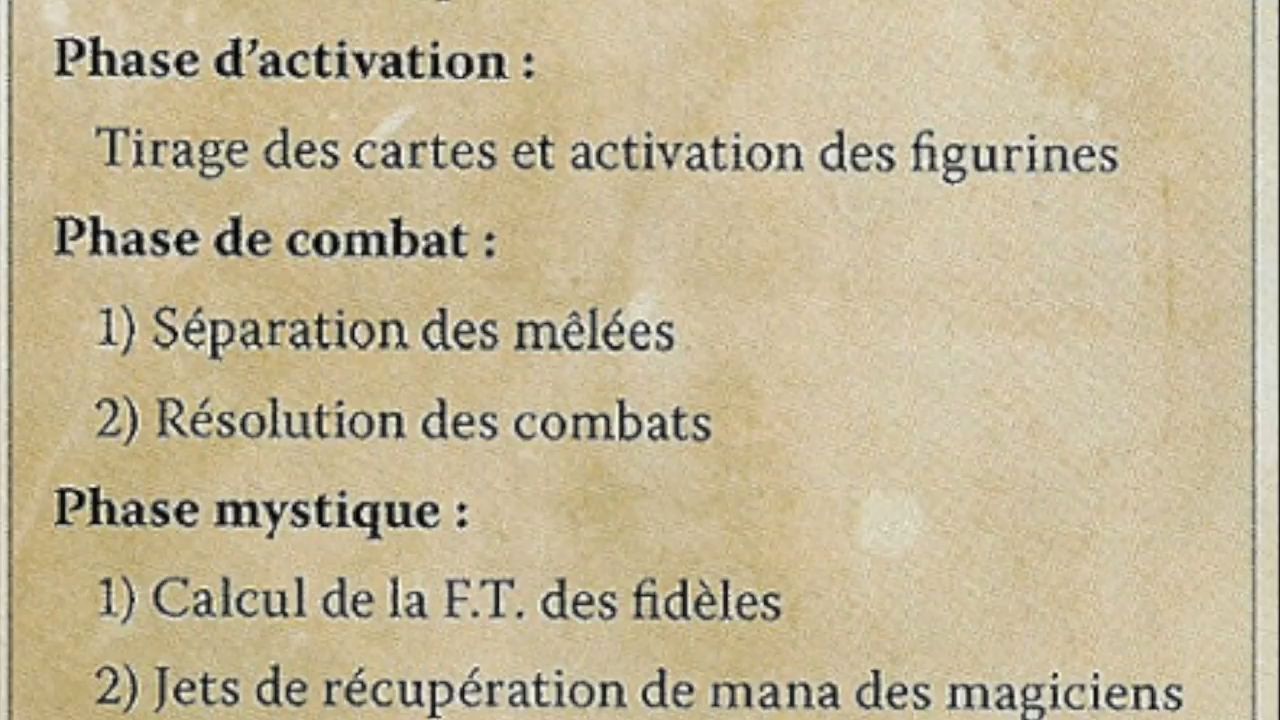 Phase d’activation :
Tirage des cartes et activation des figurines
Phase de combat :
1) Séparation des mêlées
2) Résolution des combats
Phase mystique :
1) Calcul de la F.T. des fidèles
2) Jets de récupération de mana des magiciens